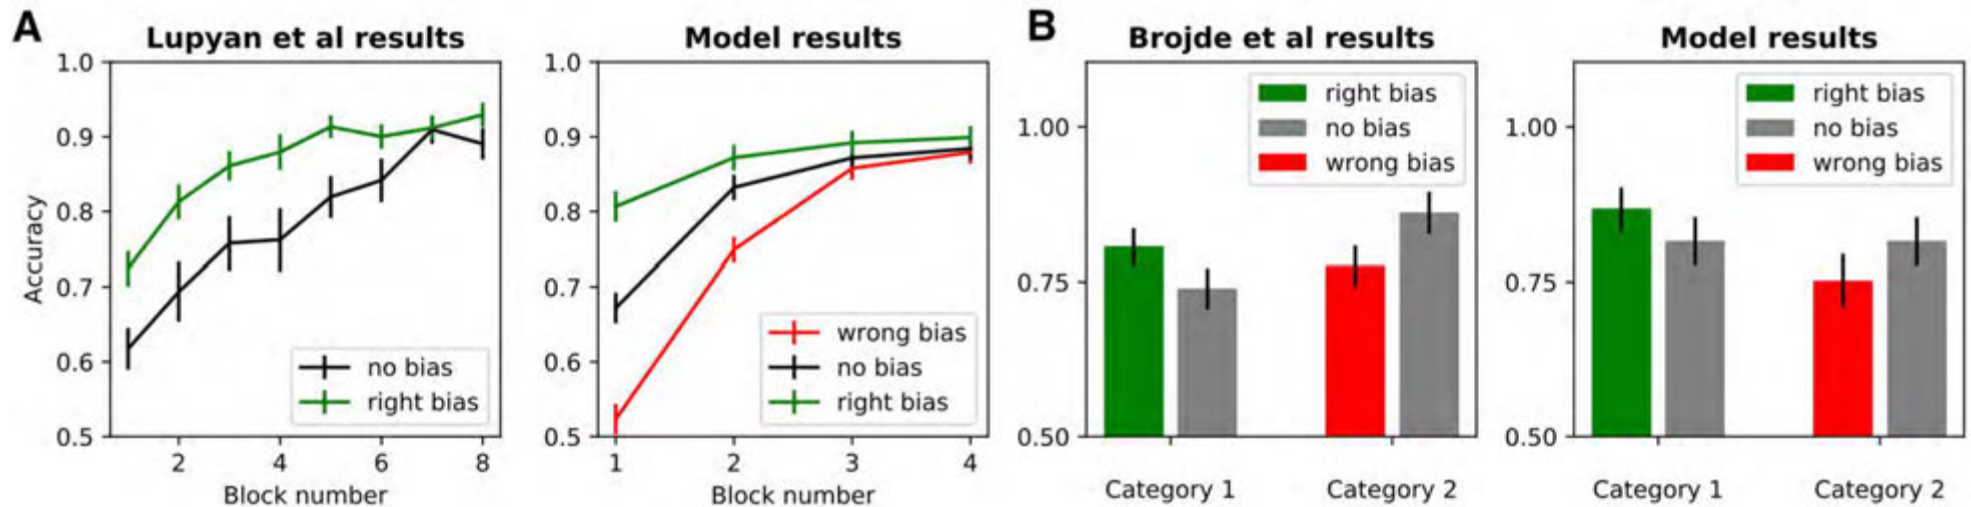 A
Lupyan et al results
Accuracy
1.0
0.9
0.8
0.7
0.6
0.5
no bias
right bias
2 4 6 8
Block number
Model results
1.0
0.9
0.8
0.7
0.6
0.5
wrong bias
no bias
right bias
1 2 3 4
Block number
B
Brojde et al results
right bias
no bias
wrong bias
1.00
0.75
0.50
Category 1 Category 2
Model results
right bias
no bias
wrong bias
1.00
0.75
0.50
Category 1 Category 2